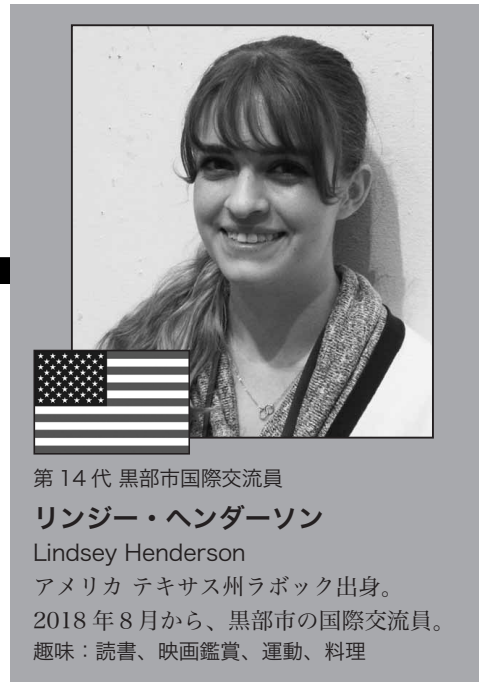 第 14 代 黒部市国際交流員
リンジー・ヘンダーソン
Lindsey Henderson
アメリカ テキサス州ラボック出身。
2018 年 8 月から、黒部市の国際交流員。
趣味：読書、映画鑑賞、運動、料理